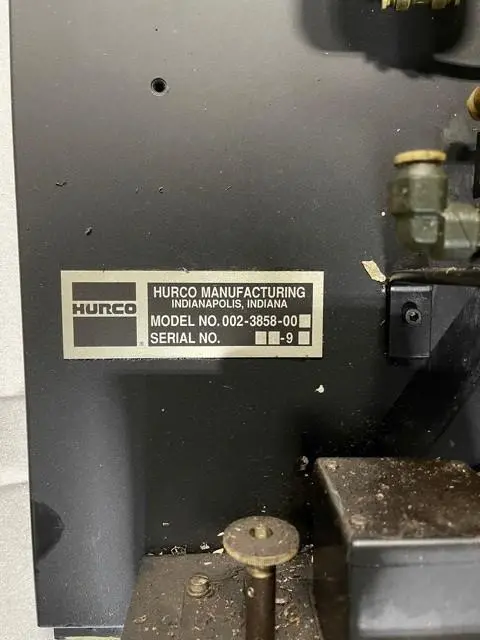 HURCO
HURCO MANUFACTURING
INDIANAPOLIS, INDIANA
MODEL NO. 002-3858-00
SERIAL NO. -9